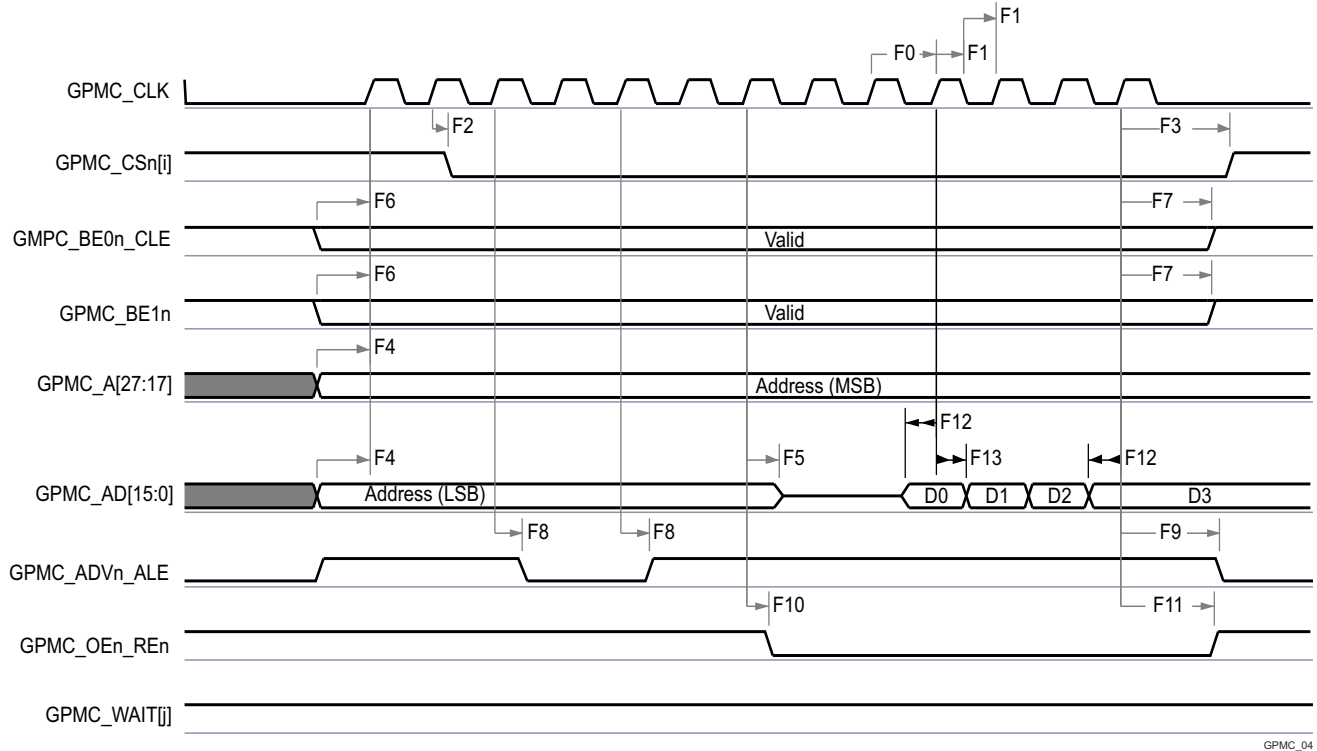 F1
F0 F1
GPMC_CLK
F2 F3
GPMC_CSn[i]
F6 F7
GMPC_BE0n_CLE Valid
F6 F7
GPMC_BE1n Valid
F4
GPMC_A[27:17] Address (MSB)
F12
F4 F5 F13 F12
GPMC_AD[15:0] Address (LSB) D0 D1 D2 D3
F8 F8 F9
GPMC_ADVn_ALE
F10 F11
GPMC_OEn_REn
GPMC_WAIT[j]
GPMC_04